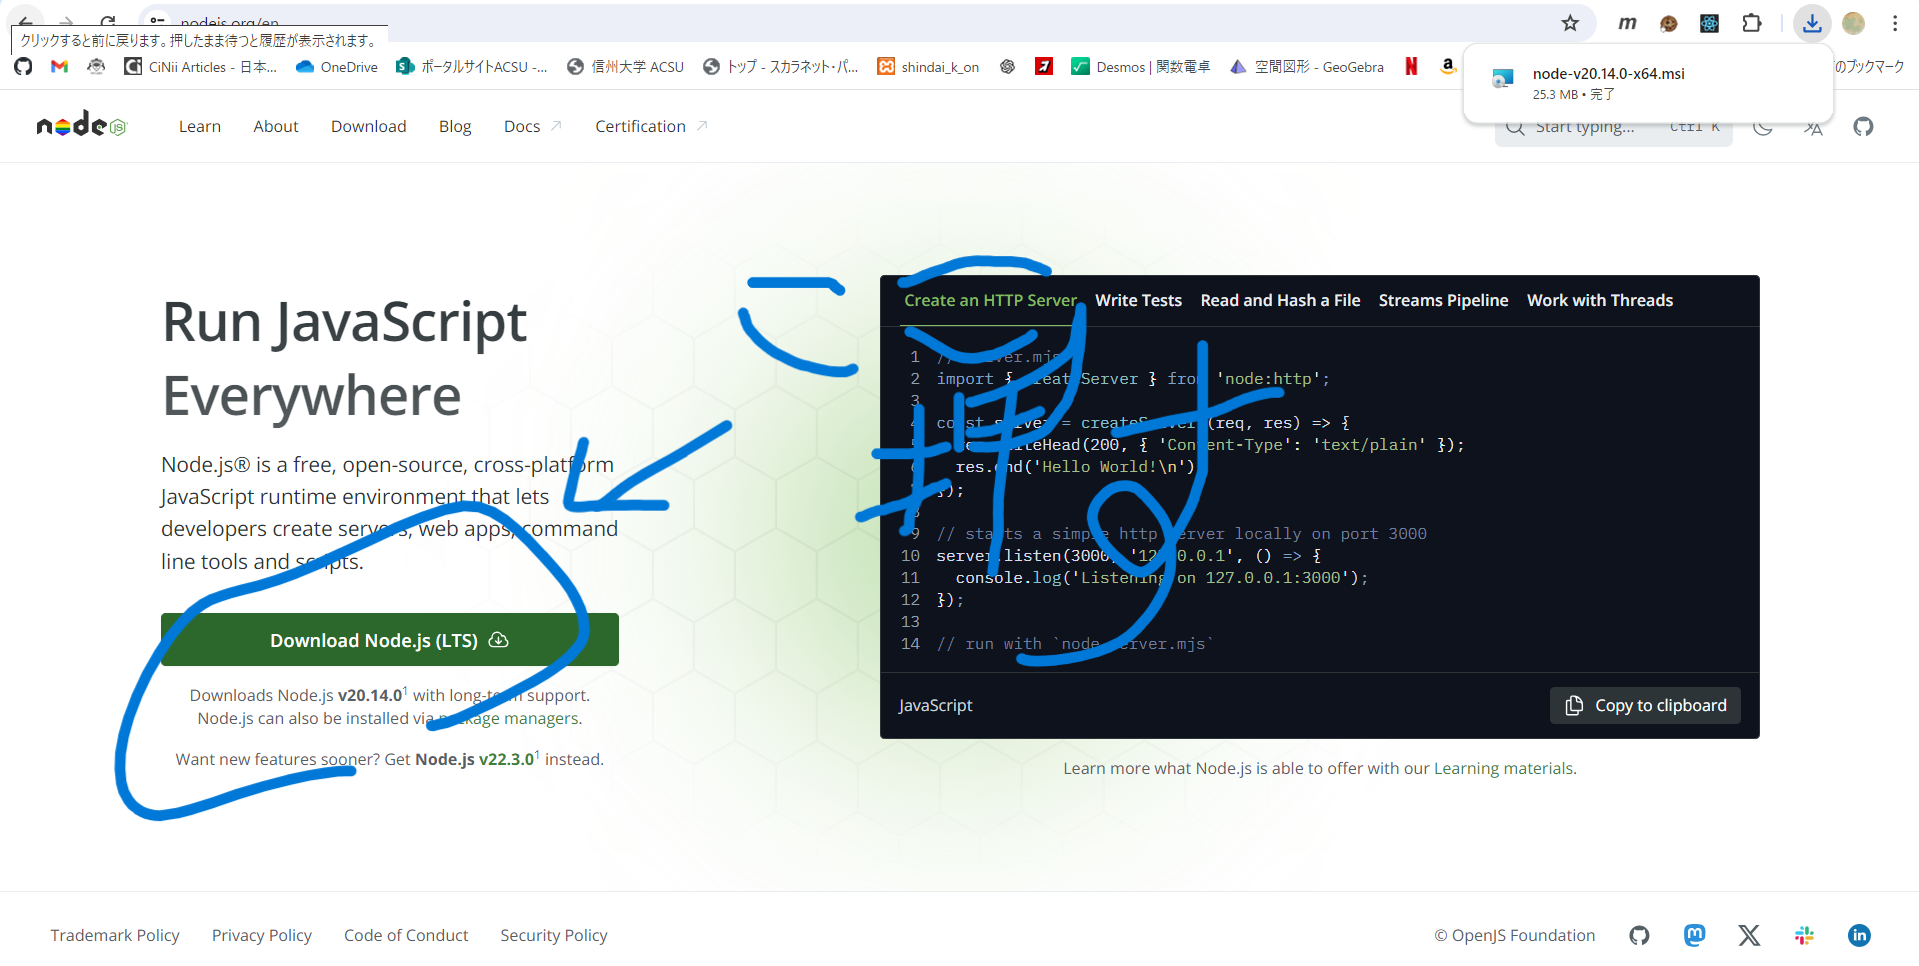 nodejs.org/en
クリックすると前に戻ります。押したまま待つと履歴が表示されます。
CiNii Articles - 日本... OneDrive ポータルサイトACSU -... 信州大学 ACSU トップ - スカラネット・パ... shindai_k_on Desmos | 関数電卓 空間図形 - GeoGebra のブックマーク
node-v20.14.0-x64.msi
25.3 MB • 完了
node JS Learn About Download Blog Docs Certification Start typing... Ctrl K
Run JavaScript
Everywhere
Node.js® is a free, open-source, cross-platform
JavaScript runtime environment that lets
developers create servers, web apps, command
line tools and scripts.
Download Node.js (LTS)
Downloads Node.js v20.14.0¹ with long-term support.
Node.js can also be installed via package managers.
Want new features sooner? Get Node.js v22.3.0¹ instead.
ここ
を
押す
Create an HTTP Server Write Tests Read and Hash a File Streams Pipeline Work with Threads
1 // server.mjs
2 import { createServer } from 'node:http';
3
4 const server = createServer((req, res) => {
5 res.writeHead(200, { 'Content-Type': 'text/plain' });
6 res.end('Hello World!\n')
7 });
8
9 // starts a simple http server locally on port 3000
10 server.listen(3000, '127.0.0.1', () => {
11 console.log('Listening on 127.0.0.1:3000');
12 });
13
14 // run with `node server.mjs`
JavaScript Copy to clipboard
Learn more what Node.js is able to offer with our Learning materials.
Trademark Policy Privacy Policy Code of Conduct Security Policy © OpenJS Foundation